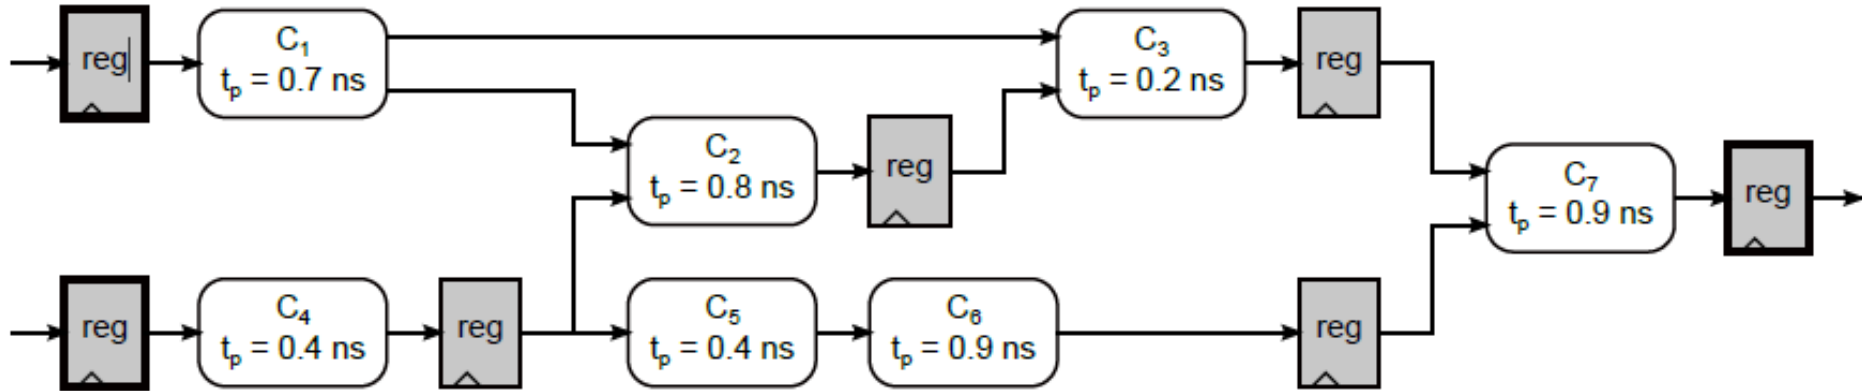 reg
C₁
tₚ = 0.7 ns
C₃
tₚ = 0.2 ns
reg
C₂
tₚ = 0.8 ns
reg
C₇
tₚ = 0.9 ns
reg
reg
C₄
tₚ = 0.4 ns
reg
C₅
tₚ = 0.4 ns
C₆
tₚ = 0.9 ns
reg